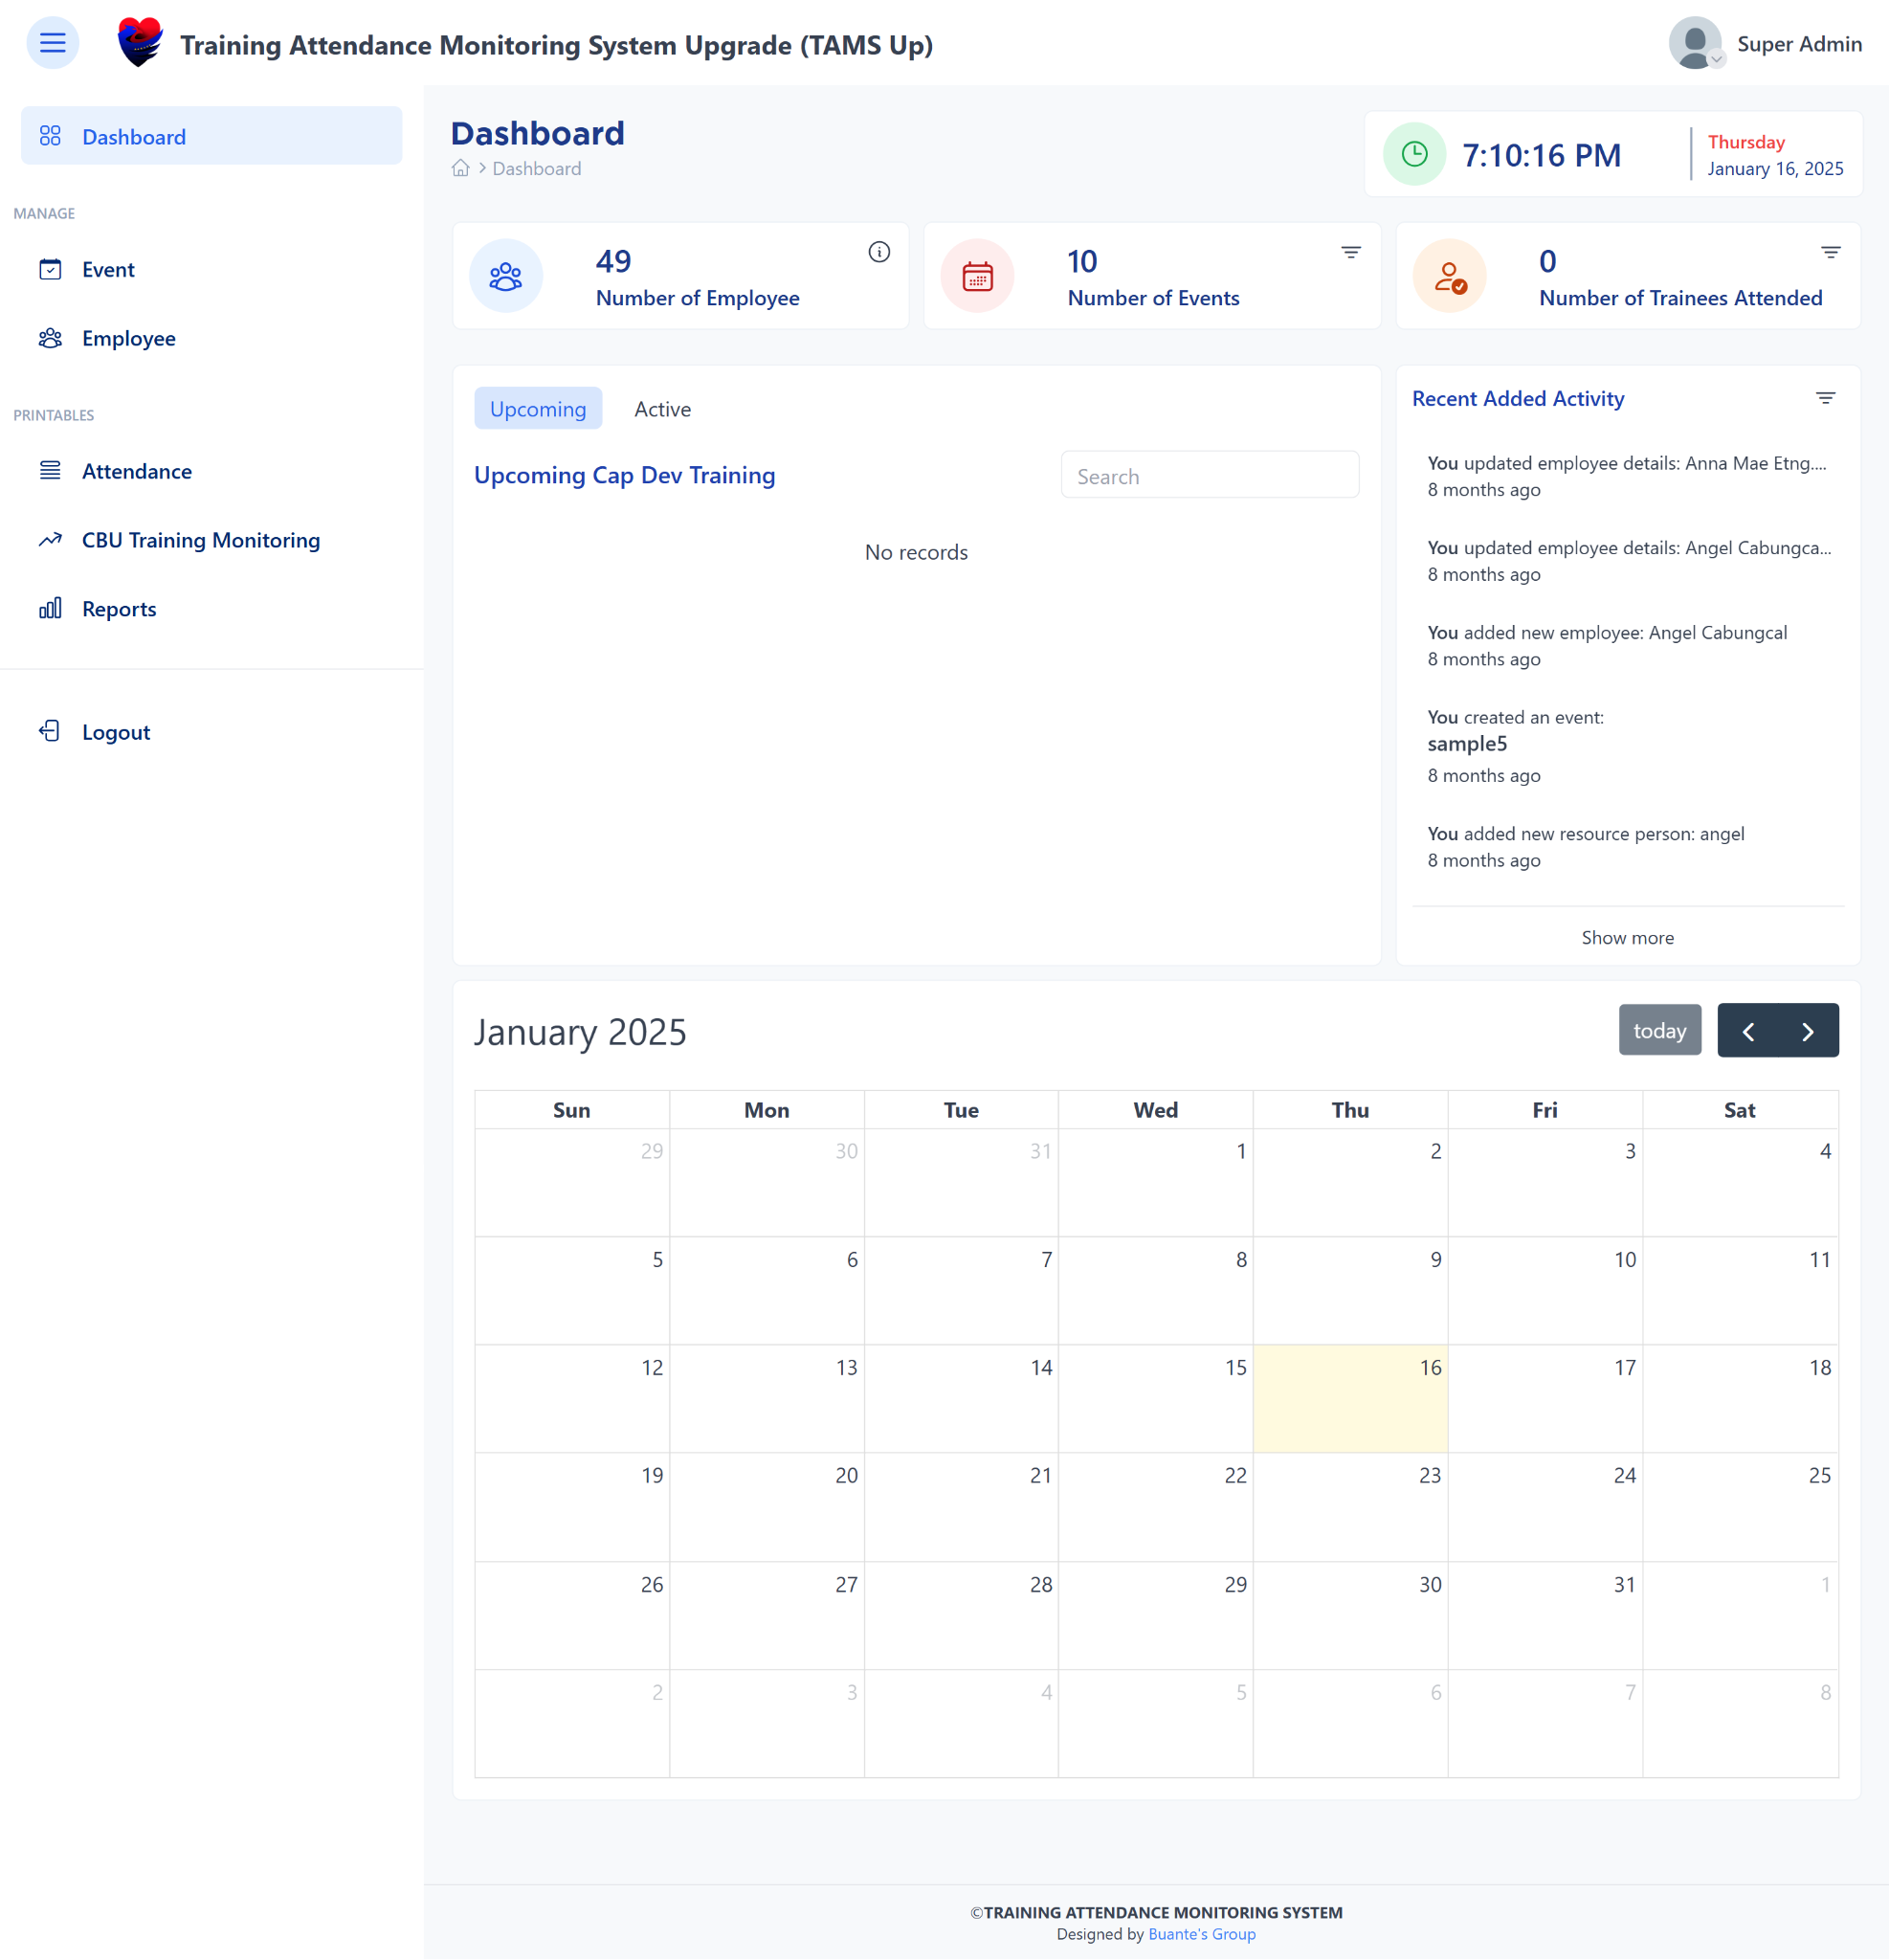 Training Attendance Monitoring System Upgrade (TAMS Up)
Super Admin
Dashboard
MANAGE
Event
Employee
PRINTABLES
Attendance
CBU Training Monitoring
Reports
Logout
Dashboard
Dashboard
7:10:16 PM
Thursday
January 16, 2025
49
Number of Employee
10
Number of Events
0
Number of Trainees Attended
Upcoming Active
Upcoming Cap Dev Training
Search
No records
Recent Added Activity
You updated employee details: Anna Mae Etng....
8 months ago
You updated employee details: Angel Cabungca...
8 months ago
You added new employee: Angel Cabungcal
8 months ago
You created an event:
sample5
8 months ago
You added new resource person: angel
8 months ago
Show more
January 2025
today
Sun Mon Tue Wed Thu Fri Sat
29 30 31 1 2 3 4
5 6 7 8 9 10 11
12 13 14 15 16 17 18
19 20 21 22 23 24 25
26 27 28 29 30 31 1
2 3 4 5 6 7 8
©TRAINING ATTENDANCE MONITORING SYSTEM
Designed by Buante's Group